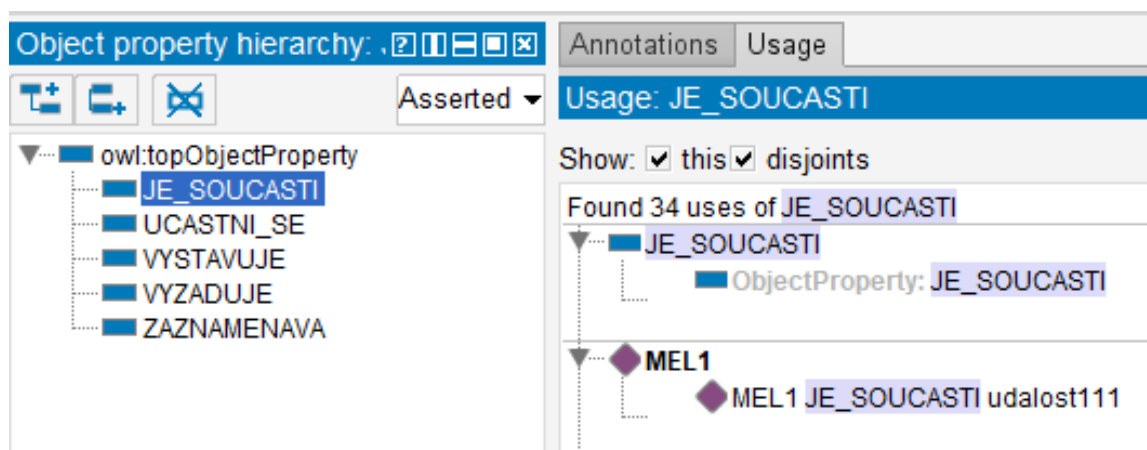 Object property hierarchy:
Asserted
owl:topObjectProperty
JE_SOUCASTI
UCASTNI_SE
VYSTAVUJE
VYZADUJE
ZAZNAMENAVA
Annotations Usage
Usage: JE_SOUCASTI
Show: this disjoints
Found 34 uses of JE_SOUCASTI
JE_SOUCASTI
ObjectProperty: JE_SOUCASTI
MEL1
MEL1 JE_SOUCASTI udalost111